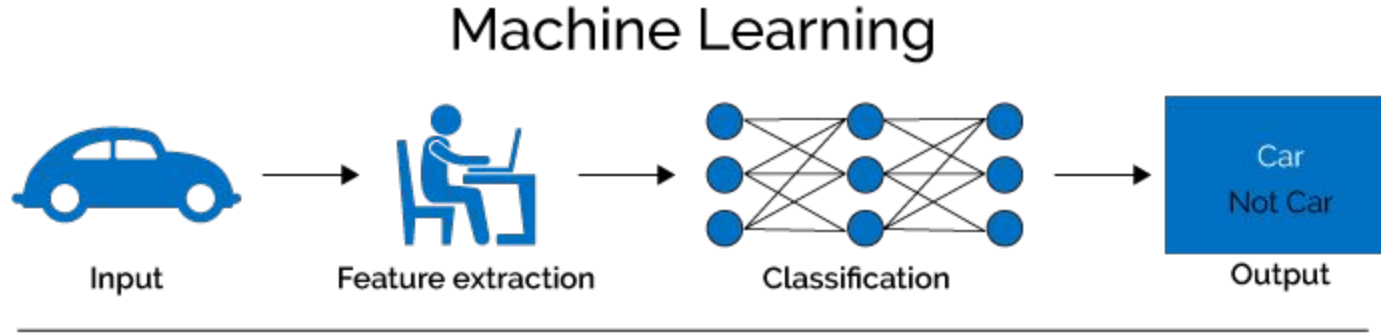 Machine Learning
Car
Not Car
Input
Feature extraction
Classification
Output